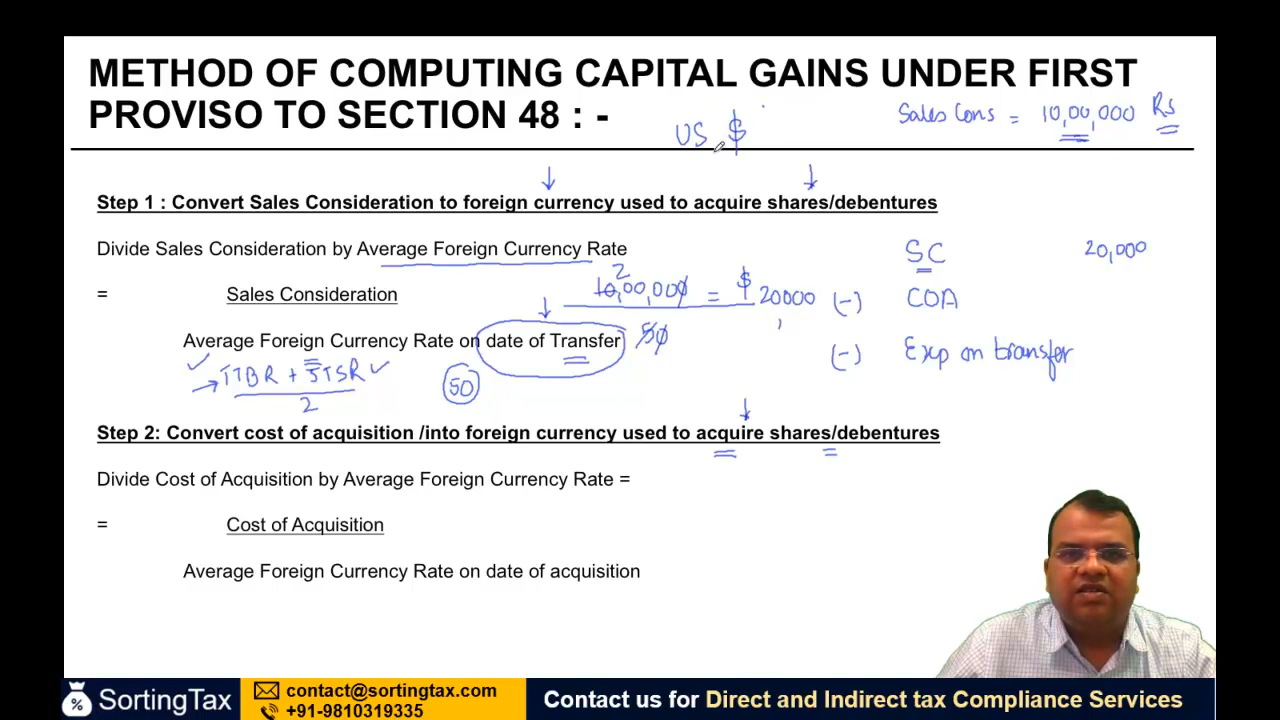 METHOD OF COMPUTING CAPITAL GAINS UNDER FIRST
PROVISO TO SECTION 48 : -
US $
Sales Cons = 10,00,000 Rs
Step 1 : Convert Sales Consideration to foreign currency used to acquire shares/debentures
Divide Sales Consideration by Average Foreign Currency Rate
SC 20,000
= Sales Consideration
2
10,00,000 = $ 20000
(-) COA
Average Foreign Currency Rate on date of Transfer
50
(-) Exp on transfer
TTBR + TTSR
2
50
Step 2: Convert cost of acquisition /into foreign currency used to acquire shares/debentures
Divide Cost of Acquisition by Average Foreign Currency Rate =
= Cost of Acquisition
Average Foreign Currency Rate on date of acquisition
SortingTax
contact@sortingtax.com
+91-9810319335
Contact us for Direct and Indirect tax Compliance Services